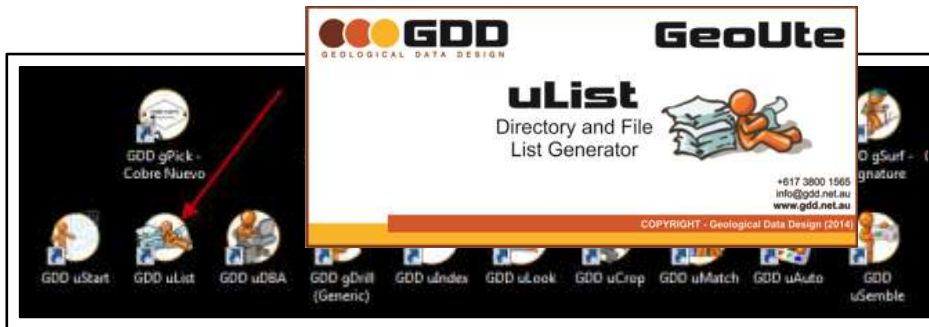 GDD
GEOLOGICAL DATA DESIGN
GeoUte
uList
Directory and File
List Generator
+617 3800 1565
info@gdd.net.au
www.gdd.net.au
COPYRIGHT - Geological Data Design (2014)
GDD gPick -
Cobre Nuevo
gSurf -
gnature
GDD uStart
GDD uList
GDD uDBA
GDD gDrill
(Generic)
GDD uIndex
GDD uLook
GDD uCrop
GDD uMatch
GDD uAuto
GDD
uSemble